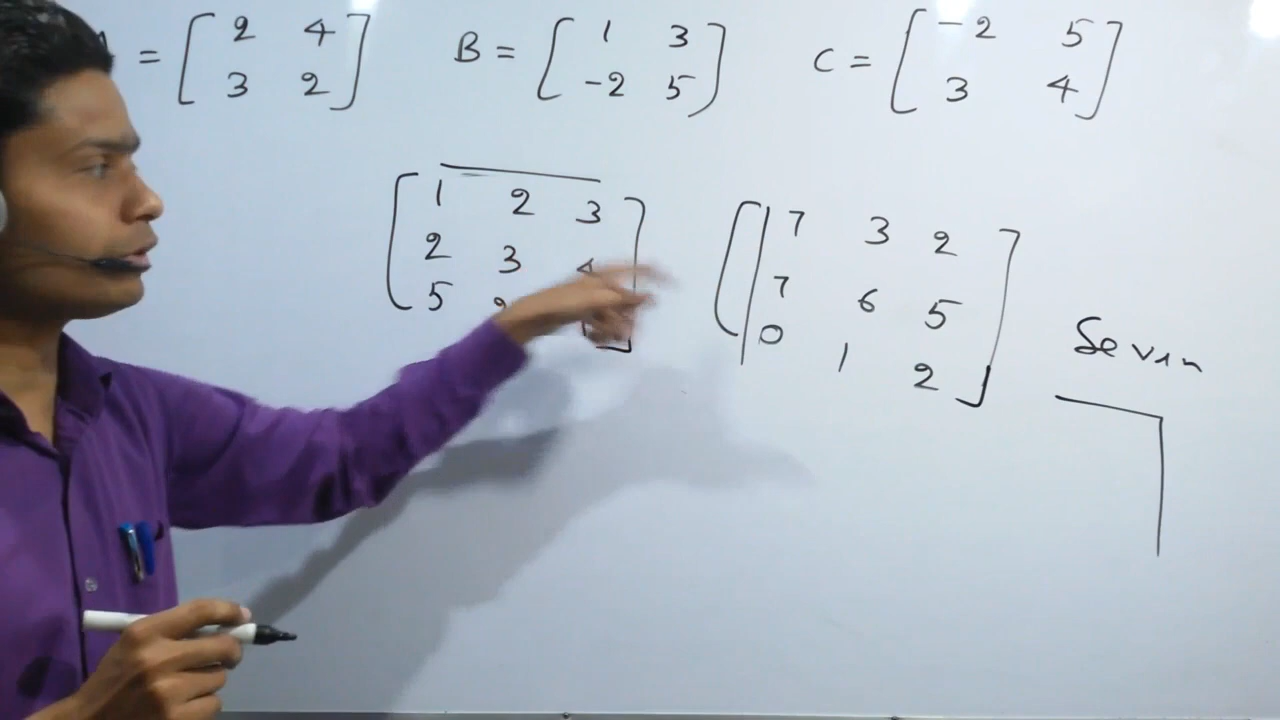 = [ 2 4 B = [ 1 3 C = [ -2 5
3 2 ] -2 5 ] 3 4 ]
[ 1 2 3 [ 7 3 2
2 3 4 7 6 5
5 0 1 2 ]
Sevin